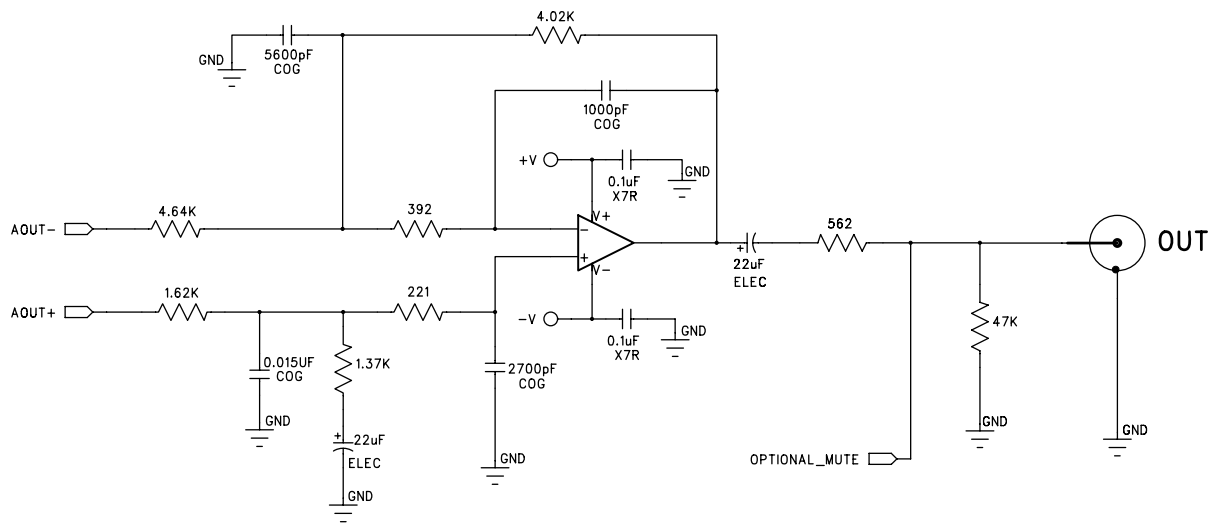 4.02K
GND
5600pF
COG
1000pF
COG
+V
GND
0.1uF
X7R
V+
AOUT-
4.64K
392
-
+
V-
562
OUT
+
22uF
ELEC
AOUT+
1.62K
221
-V
GND
0.1uF
X7R
47K
0.015UF
COG
1.37K
2700pF
COG
GND
+
22uF
ELEC
GND
GND
GND
GND
OPTIONAL_MUTE